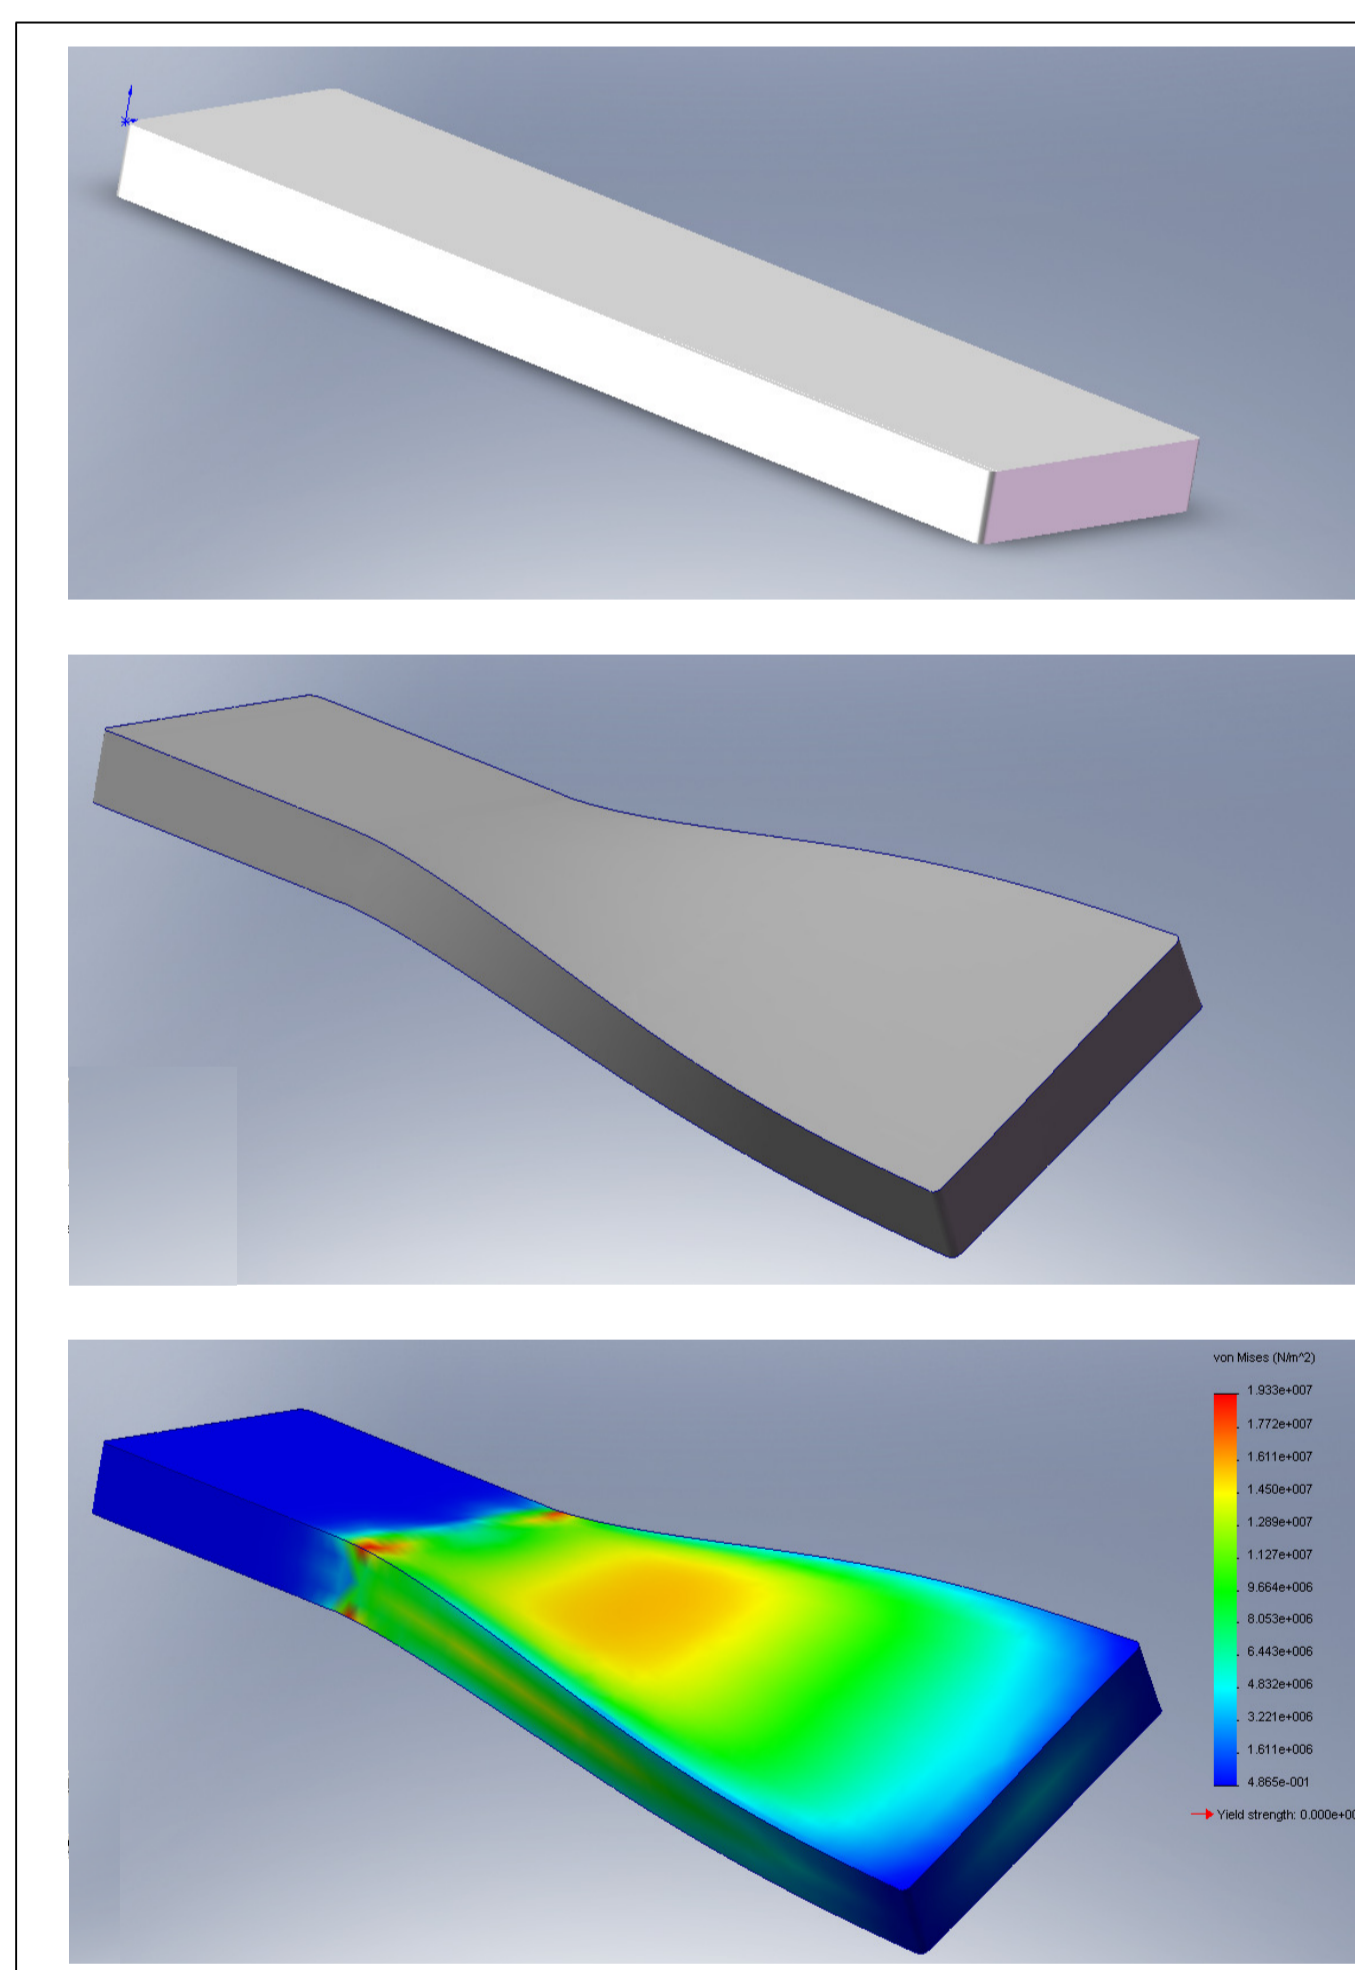 von Mises (N/m^2)
1.933e+007
1.772e+007
1.611e+007
1.450e+007
1.289e+007
1.127e+007
9.664e+006
8.053e+006
6.443e+006
4.832e+006
3.221e+006
1.611e+006
4.865e-001
Yield strength: 0.000e+00